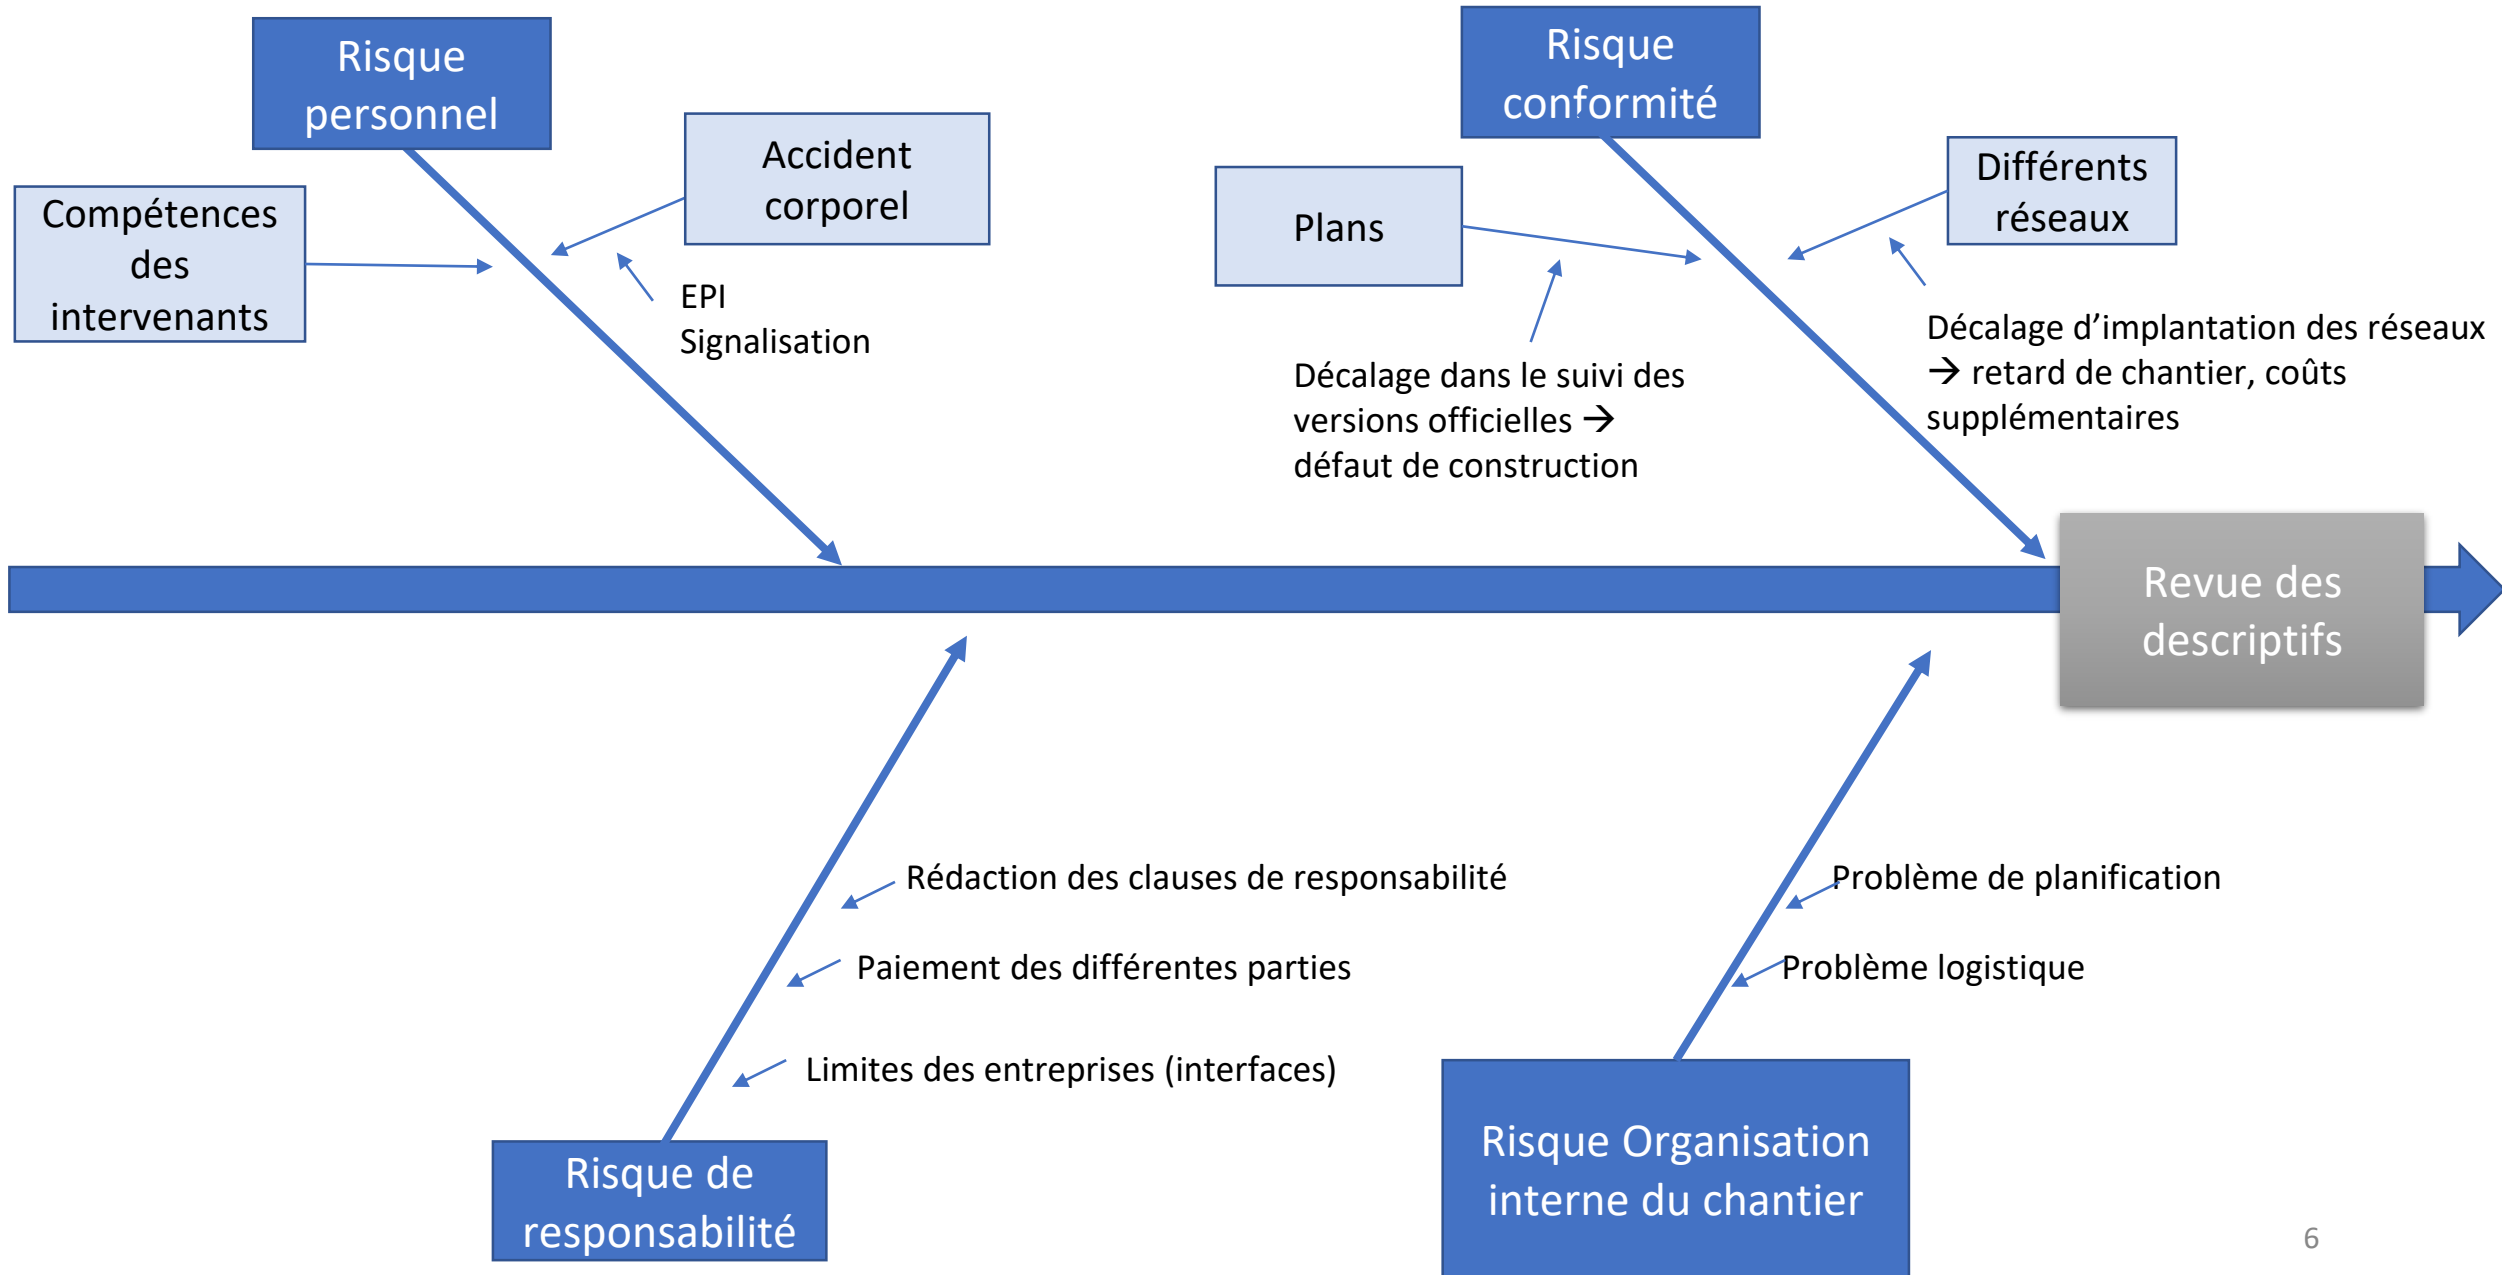 Risque
personnel
Risque
conformité
Accident
corporel
Différents
réseaux
Plans
Compétences
des
intervenants
EPI
Signalisation
Décalage d’implantation des réseaux
→ retard de chantier, coûts
supplémentaires
Décalage dans le suivi des
versions officielles →
défaut de construction
Revue des
descriptifs
Rédaction des clauses de responsabilité
Paiement des différentes parties
Limites des entreprises (interfaces)
Problème de planification
Problème logistique
Risque de
responsabilité
Risque Organisation
interne du chantier
6